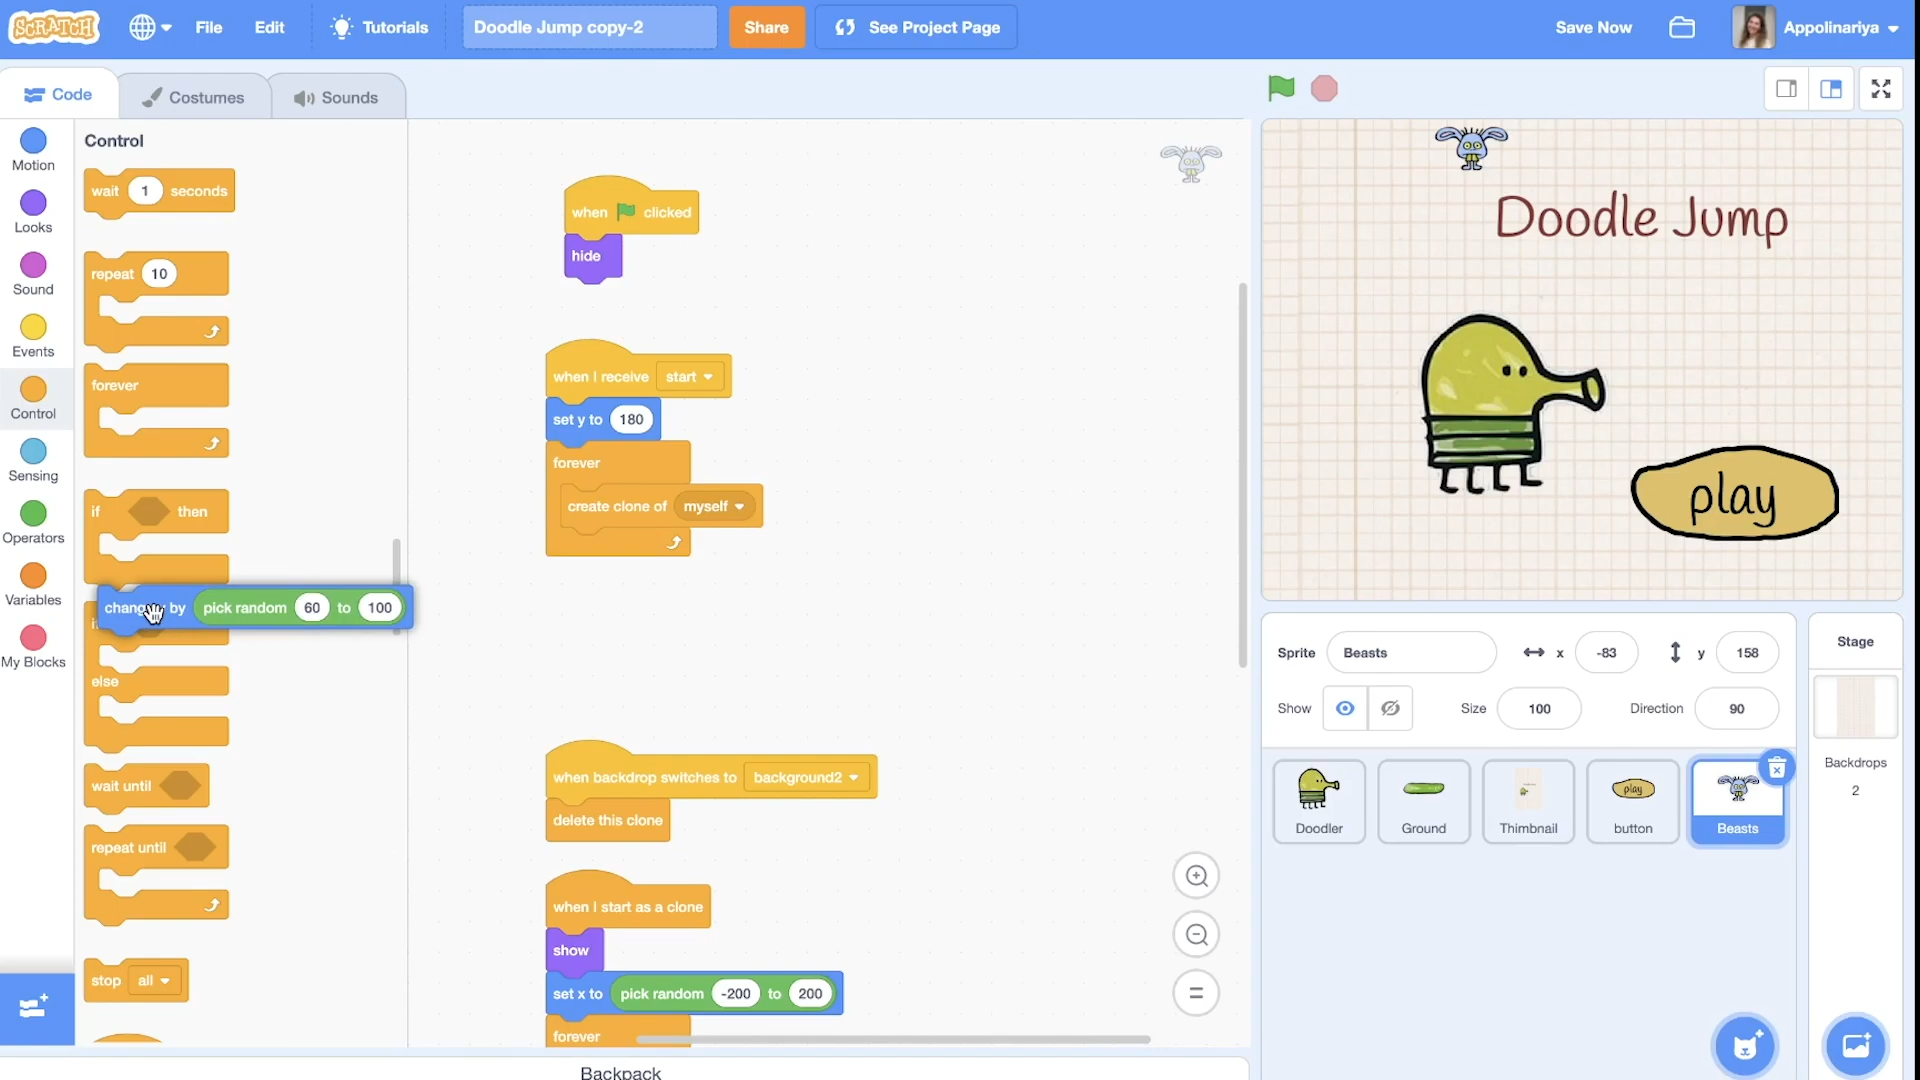 SCRATCH File Edit Tutorials Doodle Jump copy-2 Share See Project Page Save Now Appolinariya
Code Costumes Sounds
Motion
Looks
Sound
Events
Control
Sensing
Operators
Variables
My Blocks
Control
wait 1 seconds
repeat 10
forever
if then
change by pick random 60 to 100
else
wait until
repeat until
stop all
when clicked
hide
when I receive start
set y to 180
forever
create clone of myself
when backdrop switches to background2
delete this clone
when I start as a clone
show
set x to pick random -200 to 200
forever
Backpack
Doodle Jump
play
Sprite Beasts x -83 y 158
Show Size 100 Direction 90
play
Doodler Ground Thimbnail button Beasts
Stage
Backdrops
2